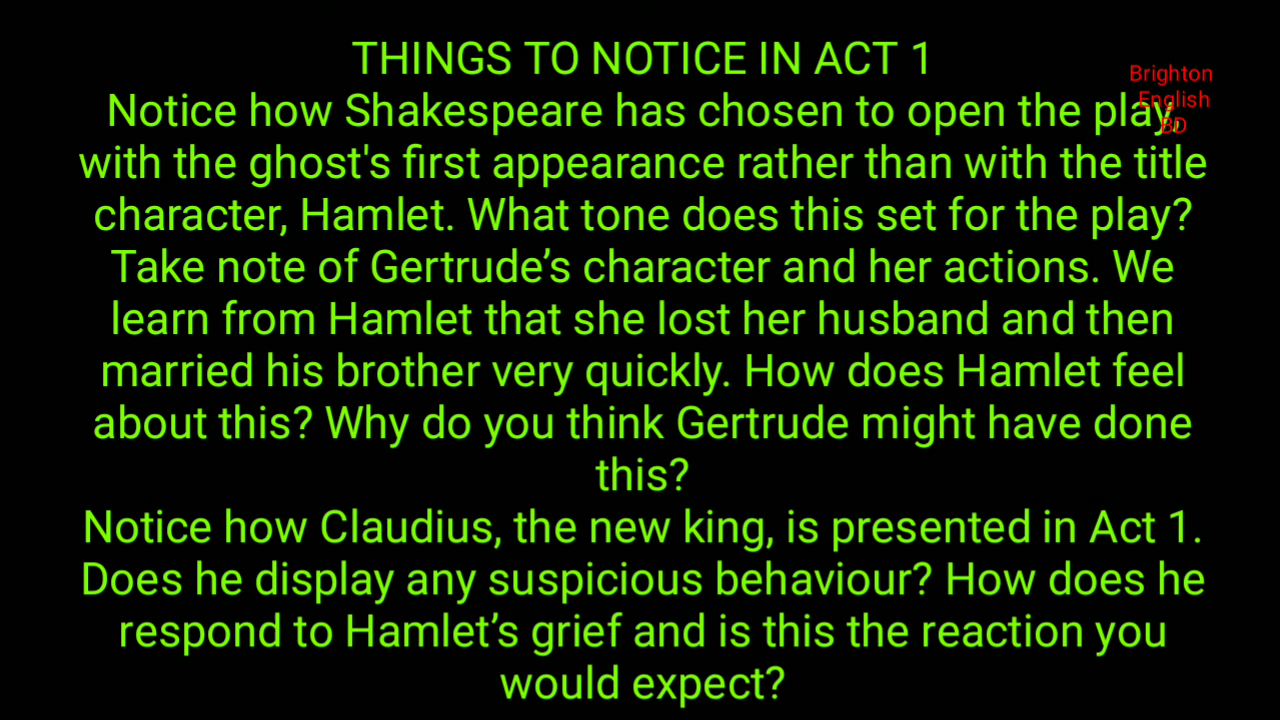 THINGS TO NOTICE IN ACT 1
Notice how Shakespeare has chosen to open the play,
with the ghost's first appearance rather than with the title
character, Hamlet. What tone does this set for the play?
Take note of Gertrude’s character and her actions. We
learn from Hamlet that she lost her husband and then
married his brother very quickly. How does Hamlet feel
about this? Why do you think Gertrude might have done
this?
Notice how Claudius, the new king, is presented in Act 1.
Does he display any suspicious behaviour? How does he
respond to Hamlet’s grief and is this the reaction you
would expect?
Brighton
English
BD